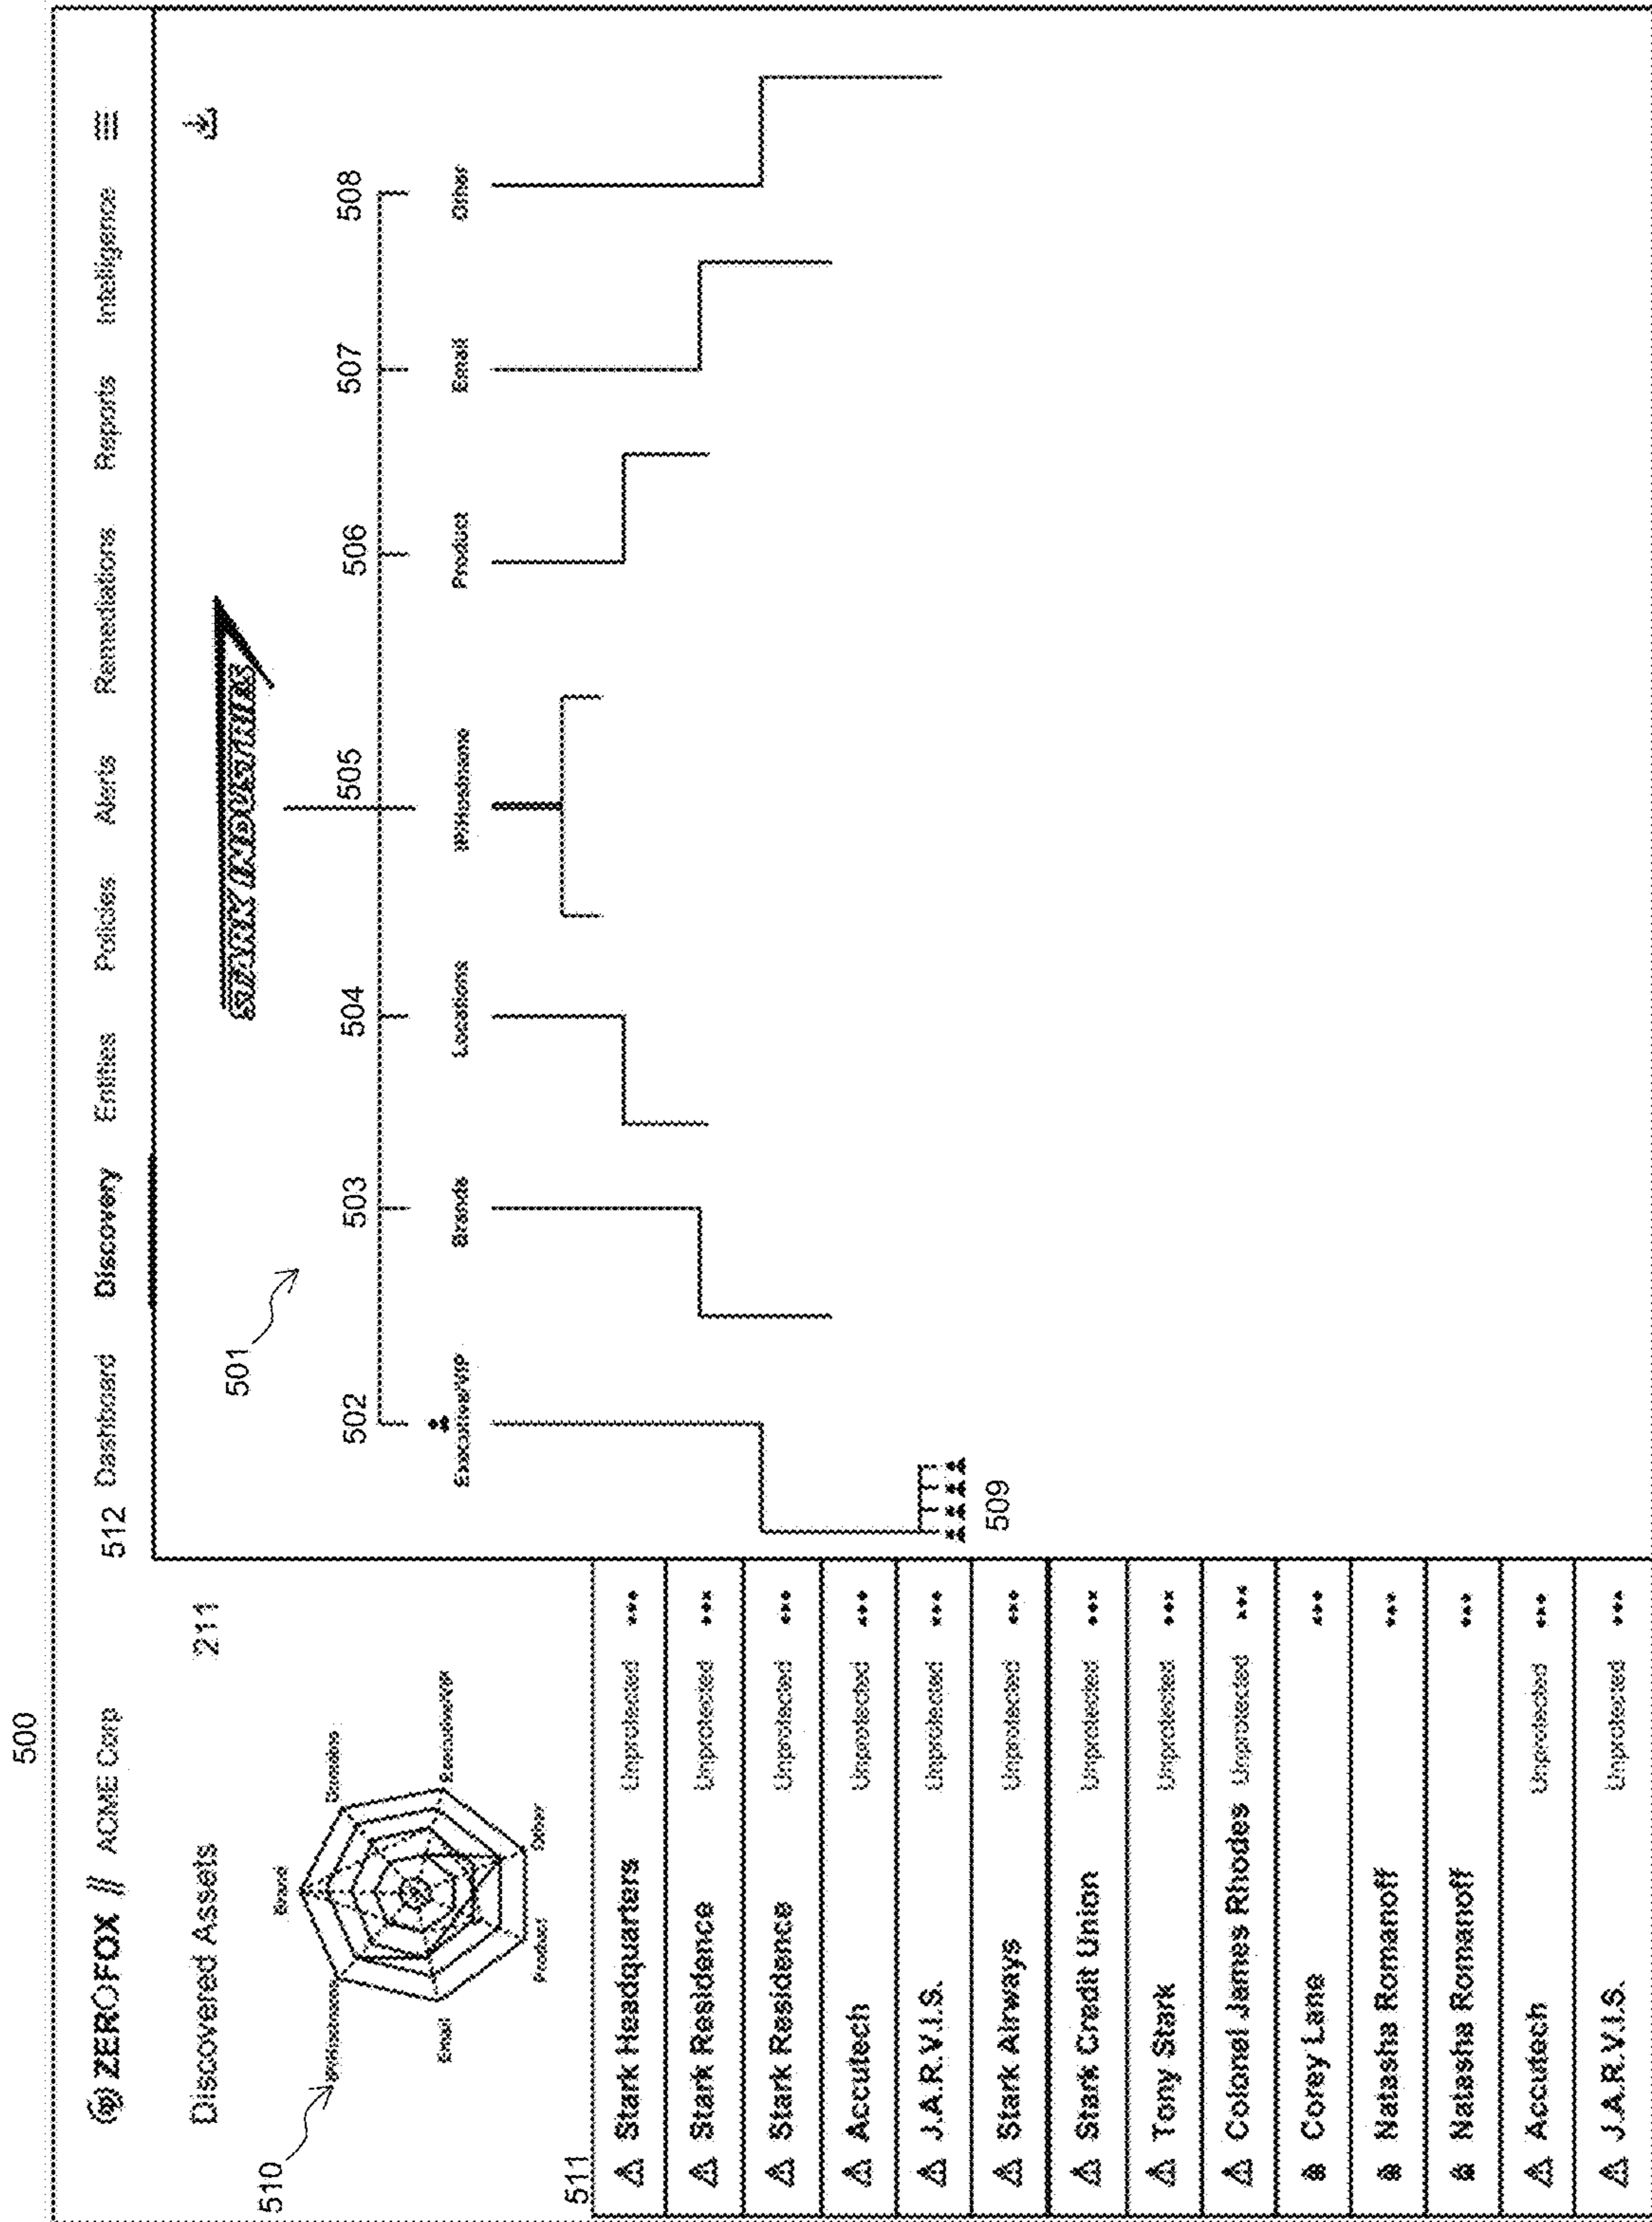 500
ZEROFOX // ACME Corp
512 Dashboard Discovery Entities Policies Alerts Remediations Reports Intelligence
Discovered Assets 211
510
Brand
Domains
Executive/VIP
Other
Product
Email
IP/Hostname
511
Stark Headquarters Unprotected •••
Stark Residence Unprotected •••
Stark Residence Unprotected •••
Accutech Unprotected •••
J.A.R.V.I.S. Unprotected •••
Stark Airways Unprotected •••
Stark Credit Union Unprotected •••
Tony Stark Unprotected •••
Colonel James Rhodes Unprotected •••
Corey Lane •••
Natasha Romanoff •••
Natasha Romanoff •••
Accutech Unprotected •••
J.A.R.V.I.S. Unprotected •••
501
STARK INDUSTRIES
502 503 504 505 506 507 508
Executive/VIP Brands Locations IP/Hostname Product Email Other
509